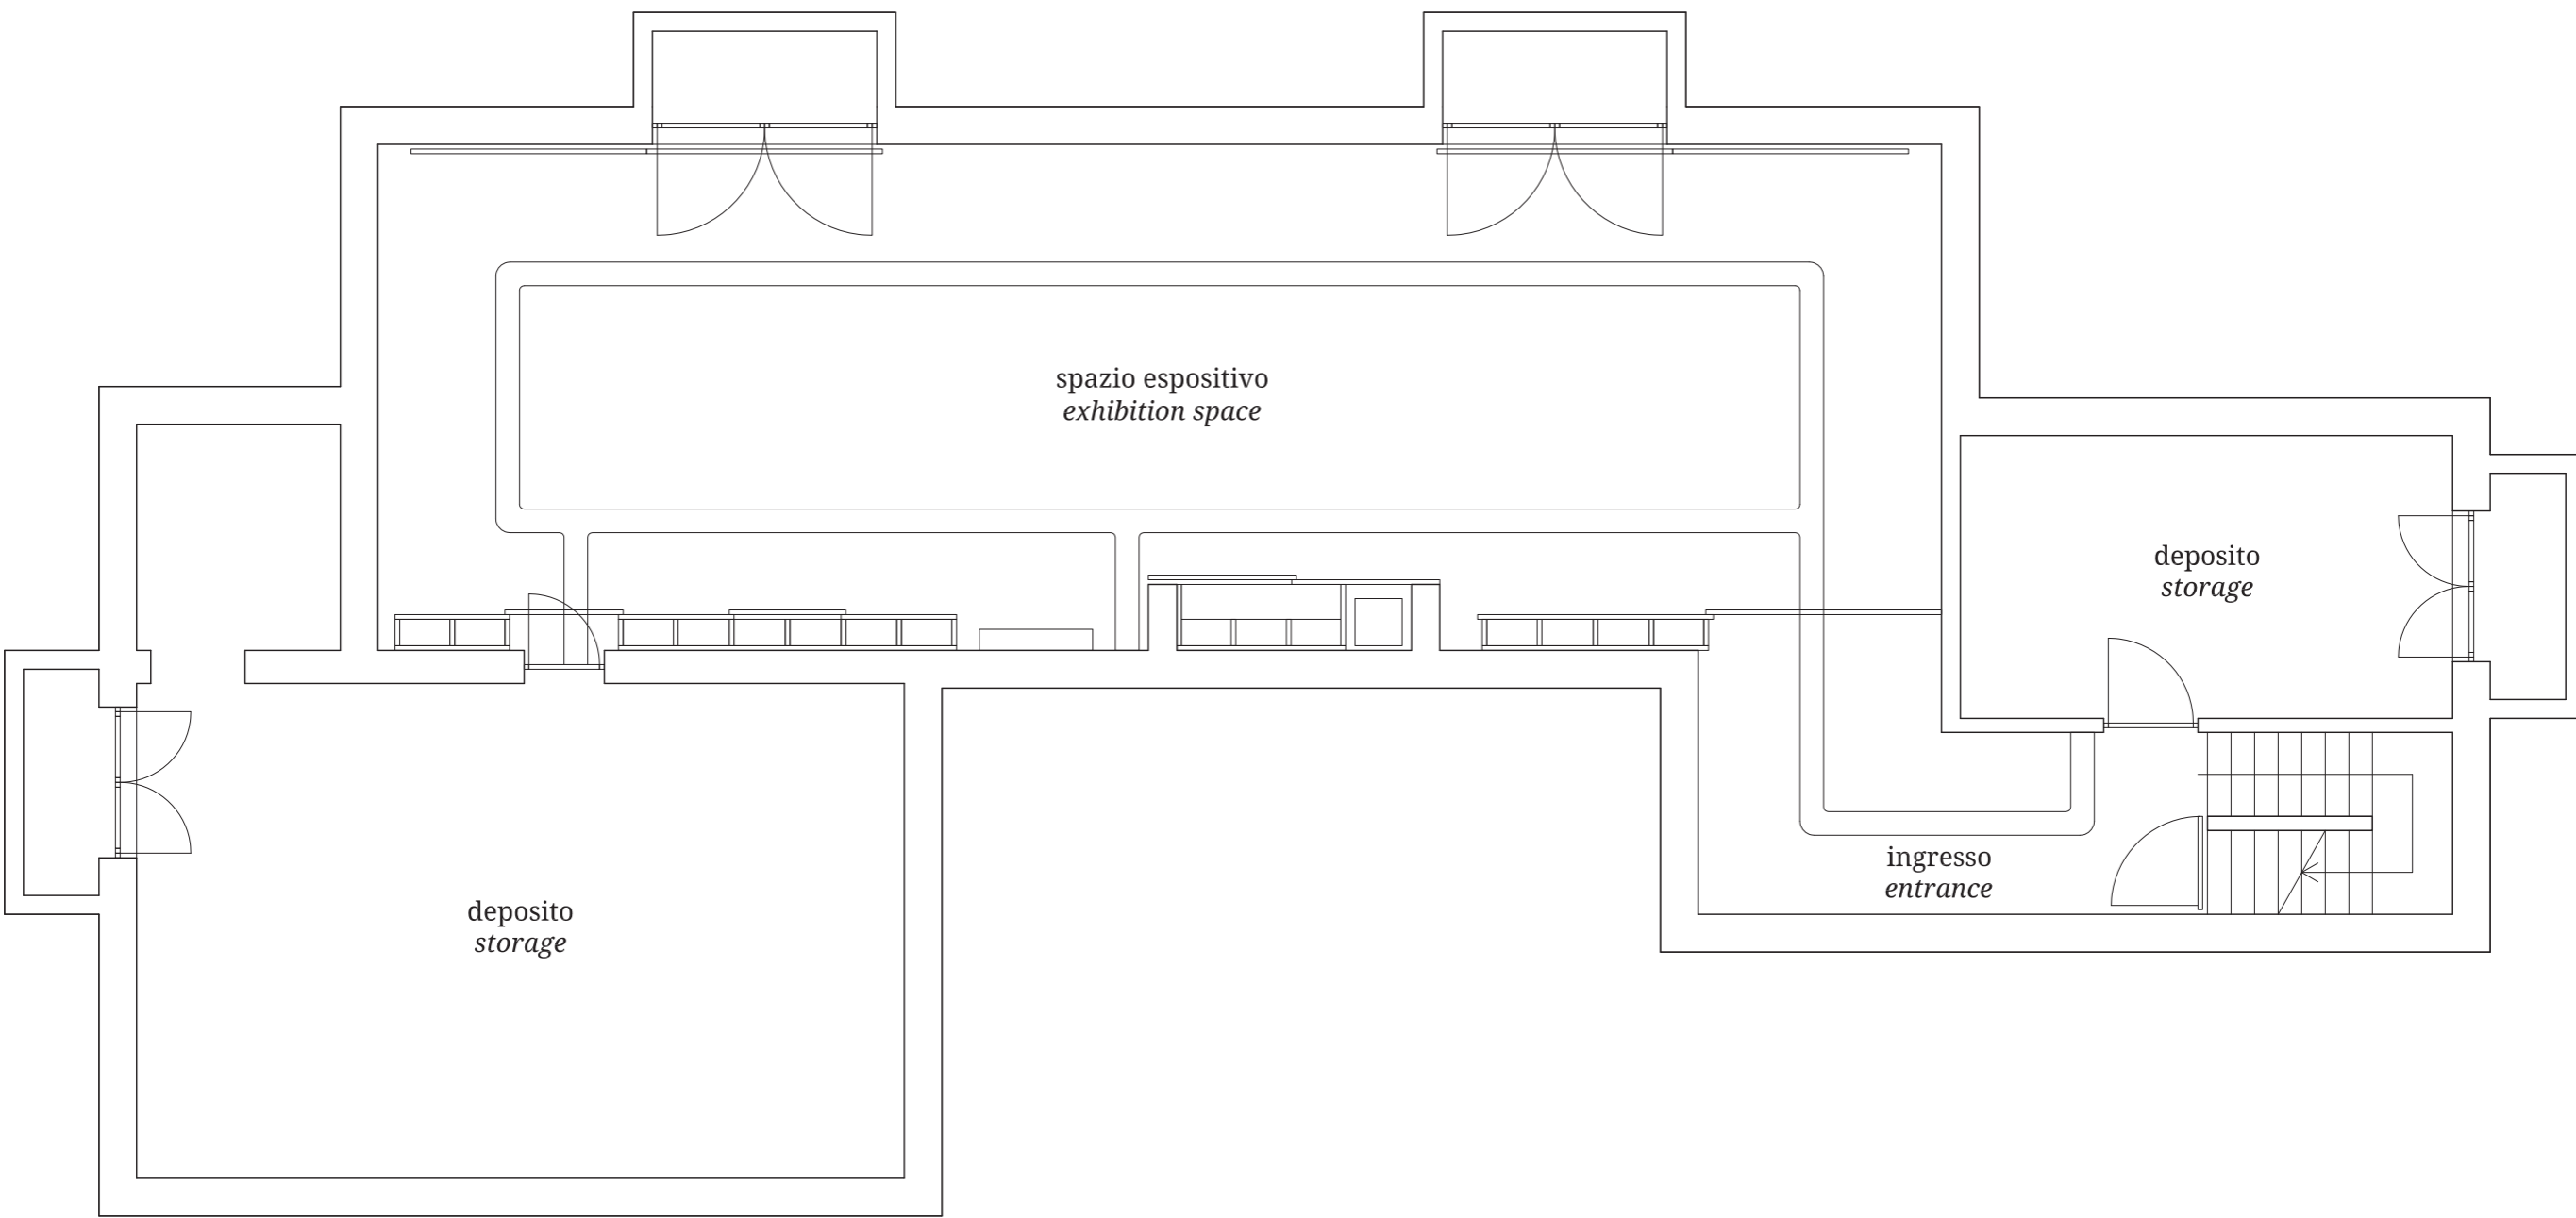 spazio espositivo
exhibition space
deposito
storage
ingresso
entrance
deposito
storage